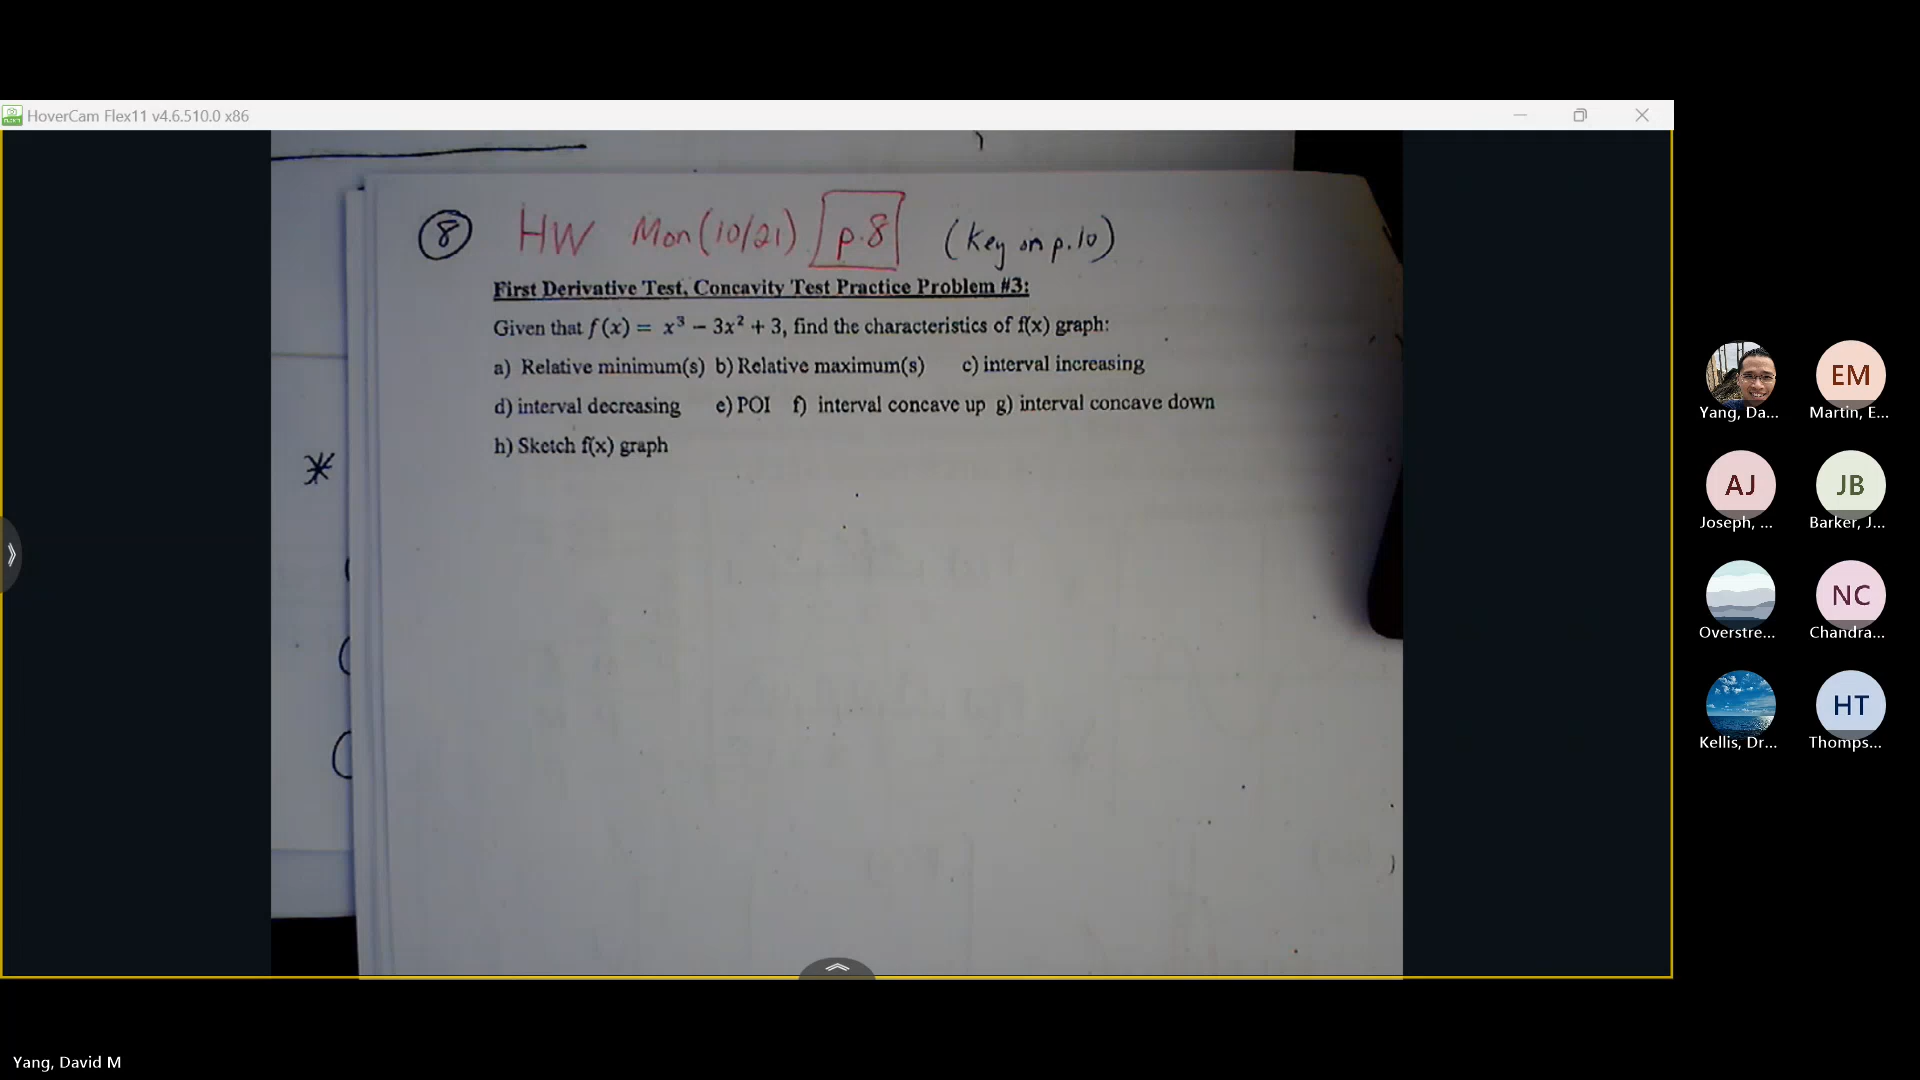 HoverCam Flex11 v4.6.510.0 x86
8 HW Mon (10/21) p.8 (Key on p.10)
First Derivative Test, Concavity Test Practice Problem #3:
Given that f(x) = x³ − 3x² + 3, find the characteristics of f(x) graph:
a) Relative minimum(s) b) Relative maximum(s) c) interval increasing
d) interval decreasing e) POI f) interval concave up g) interval concave down
h) Sketch f(x) graph
*
Yang, Da...
EM
Martin, E...
AJ
Joseph, ...
JB
Barker, J...
Overstre...
NC
Chandra...
Kellis, Dr...
HT
Thomps...
Yang, David M